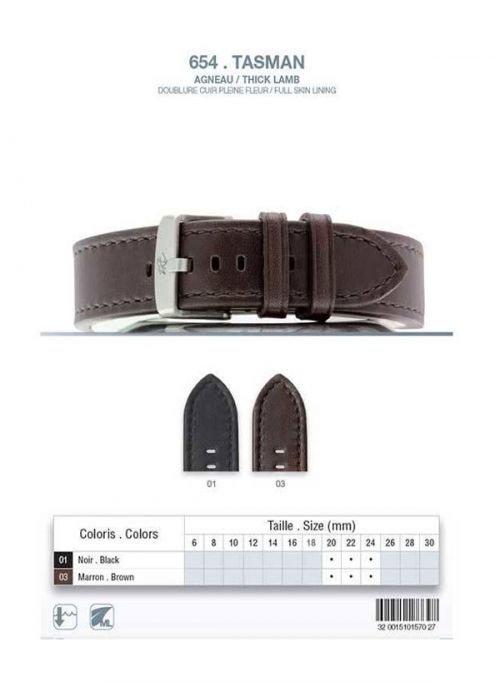 654 . TASMAN
AGNEAU / THICK LAMB
DOUBLURE CUIR PLEINE FLEUR / FULL SKIN LINING
01 03
Coloris . Colors
Taille . Size (mm)
6 8 10 12 14 16 18 20 22 24 26 28 30
01 Noir . Black • • •
03 Marron . Brown • • •
ML
32 0015101570 27